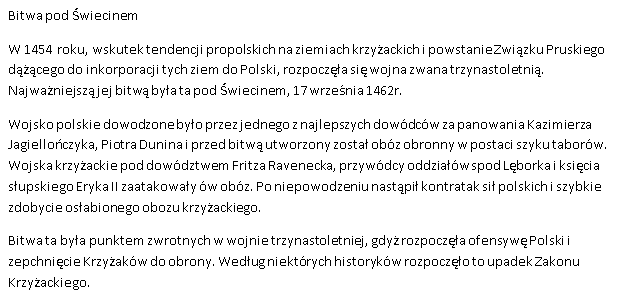 Bitwa pod Świecinem
W 1454 roku, wskutek tendencji propolskich na ziemiach krzyżackich i powstanie Związku Pruskiego
dążącego do inkorporacji tych ziem do Polski, rozpoczęła się wojna zwana trzynastoletnią.
Najważniejszą jej bitwą była ta pod Świecinem, 17 września 1462r.
Wojsko polskie dowodzone było przez jednego z najlepszych dowódców za panowania Kazimierza
Jagiellończyka, Piotra Dunina i przed bitwą utworzony został obóz obronny w postaci szyku taborów.
Wojska krzyżackie pod dowództwem Fritza Ravenecka, przywódcy oddziałów spod Lęborka i księcia
słupskiego Eryka II zaatakowały ów obóz. Po niepowodzeniu nastąpił kontratak sił polskich i szybkie
zdobycie osłabionego obozu krzyżackiego.
Bitwa ta była punktem zwrotnych w wojnie trzynastoletniej, gdyż rozpoczęła ofensywę Polski i
zepchnięcie Krzyżaków do obrony. Według niektórych historyków rozpoczęło to upadek Zakonu
Krzyżackiego.